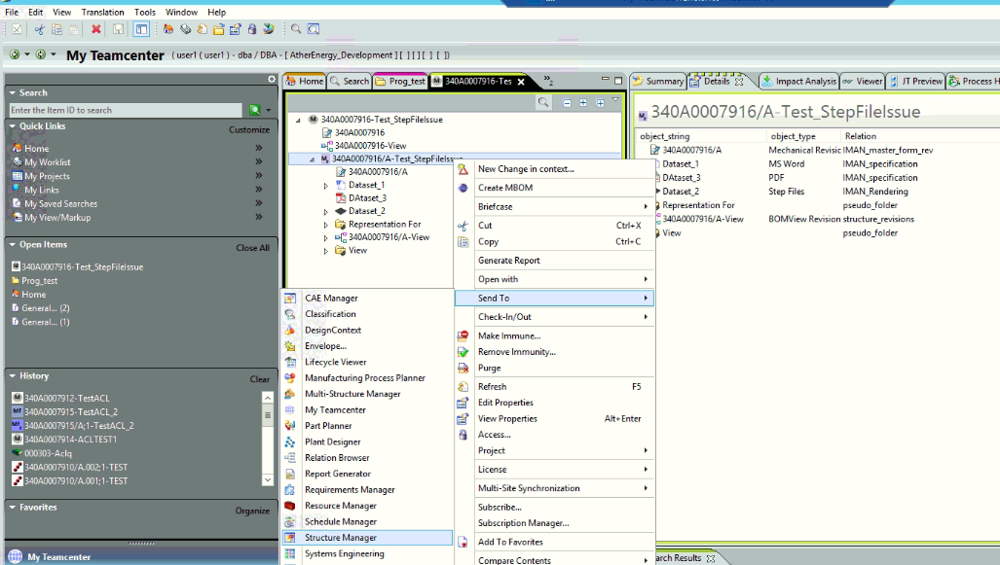 File Edit View Translation Tools Window Help
My Teamcenter ( user1 ( user1 ) - dba / DBA - [ AtherEnergy_Development ] [ ] [ ] [ ] [ ])
Search
Enter the Item ID to search
Quick Links Customize
Home
My Worklist
My Projects
My Links
My Saved Searches
My View/Markup
Open Items Close All
340A0007916-Test_StepFileIssue
Prog_test
Home
General... (2)
General... (1)
History Clear
340A0007912-TestACL
340A0007915-TestACL_2
340A0007915/A;1-TestACL_2
340A0007914-ACLTEST1
000303-Aclq
340A0007910/A.002;1-TEST
340A0007910/A.001;1-TEST
Favorites Organize
My Teamcenter
Home Search Prog_test 340A0007916-Tes 2
340A0007916-Test_StepFileIssue
340A0007916
340A0007916-View
340A0007916/A-Test_StepFileIssue
340A0007916/A
Dataset_1
DAtaset_3
Dataset_2
Representation For
340A0007916/A-View
View
New Change in context...
Create MBOM
Briefcase
Cut Ctrl+X
Copy Ctrl+C
Generate Report
Open with
Send To
Check-In/Out
Make Immune...
Remove Immunity...
Purge
Refresh F5
Edit Properties
View Properties Alt+Enter
Access...
Project
License
Multi-Site Synchronization
Subscribe...
Subscription Manager...
Add To Favorites
Compare Contents
CAE Manager
Classification
DesignContext
Envelope...
Lifecycle Viewer
Manufacturing Process Planner
Multi-Structure Manager
My Teamcenter
Part Planner
Plant Designer
Relation Browser
Report Generator
Requirements Manager
Resource Manager
Schedule Manager
Structure Manager
Systems Engineering
Summary Details Impact Analysis Viewer JT Preview Process H
340A0007916/A-Test_StepFileIssue
object_string object_type Relation
340A0007916/A Mechanical Revisic IMAN_master_form_rev
Dataset_1 MS Word IMAN_specification
DAtaset_3 PDF IMAN_specification
Dataset_2 Step Files IMAN_Rendering
Representation For pseudo_folder
340A0007916/A-View BOMView Revision structure_revisions
View pseudo_folder
arch Results